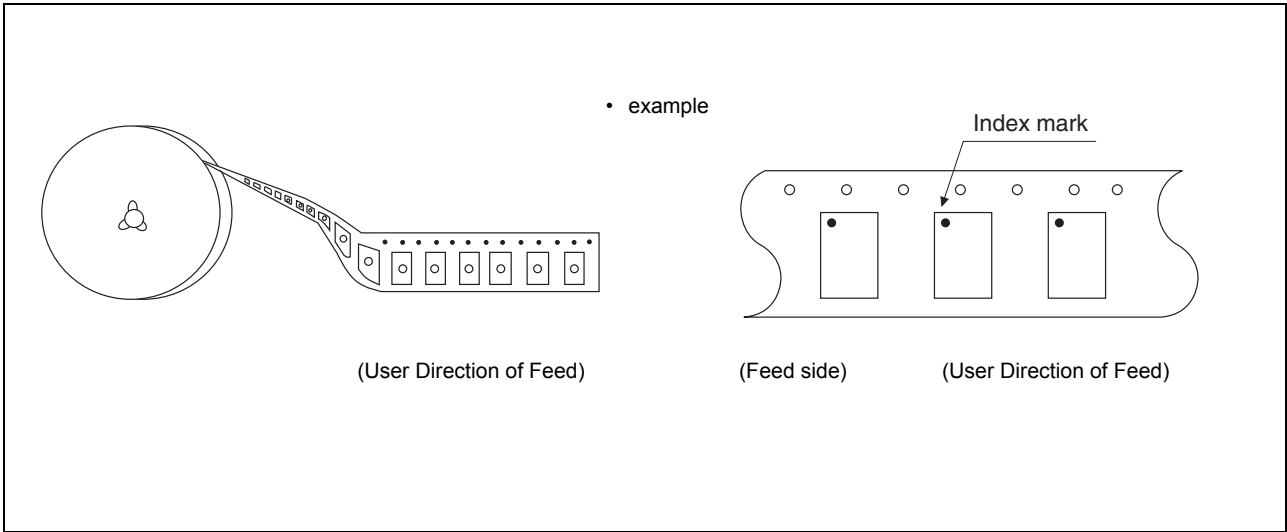 • example
Index mark
(User Direction of Feed)
(Feed side)
(User Direction of Feed)